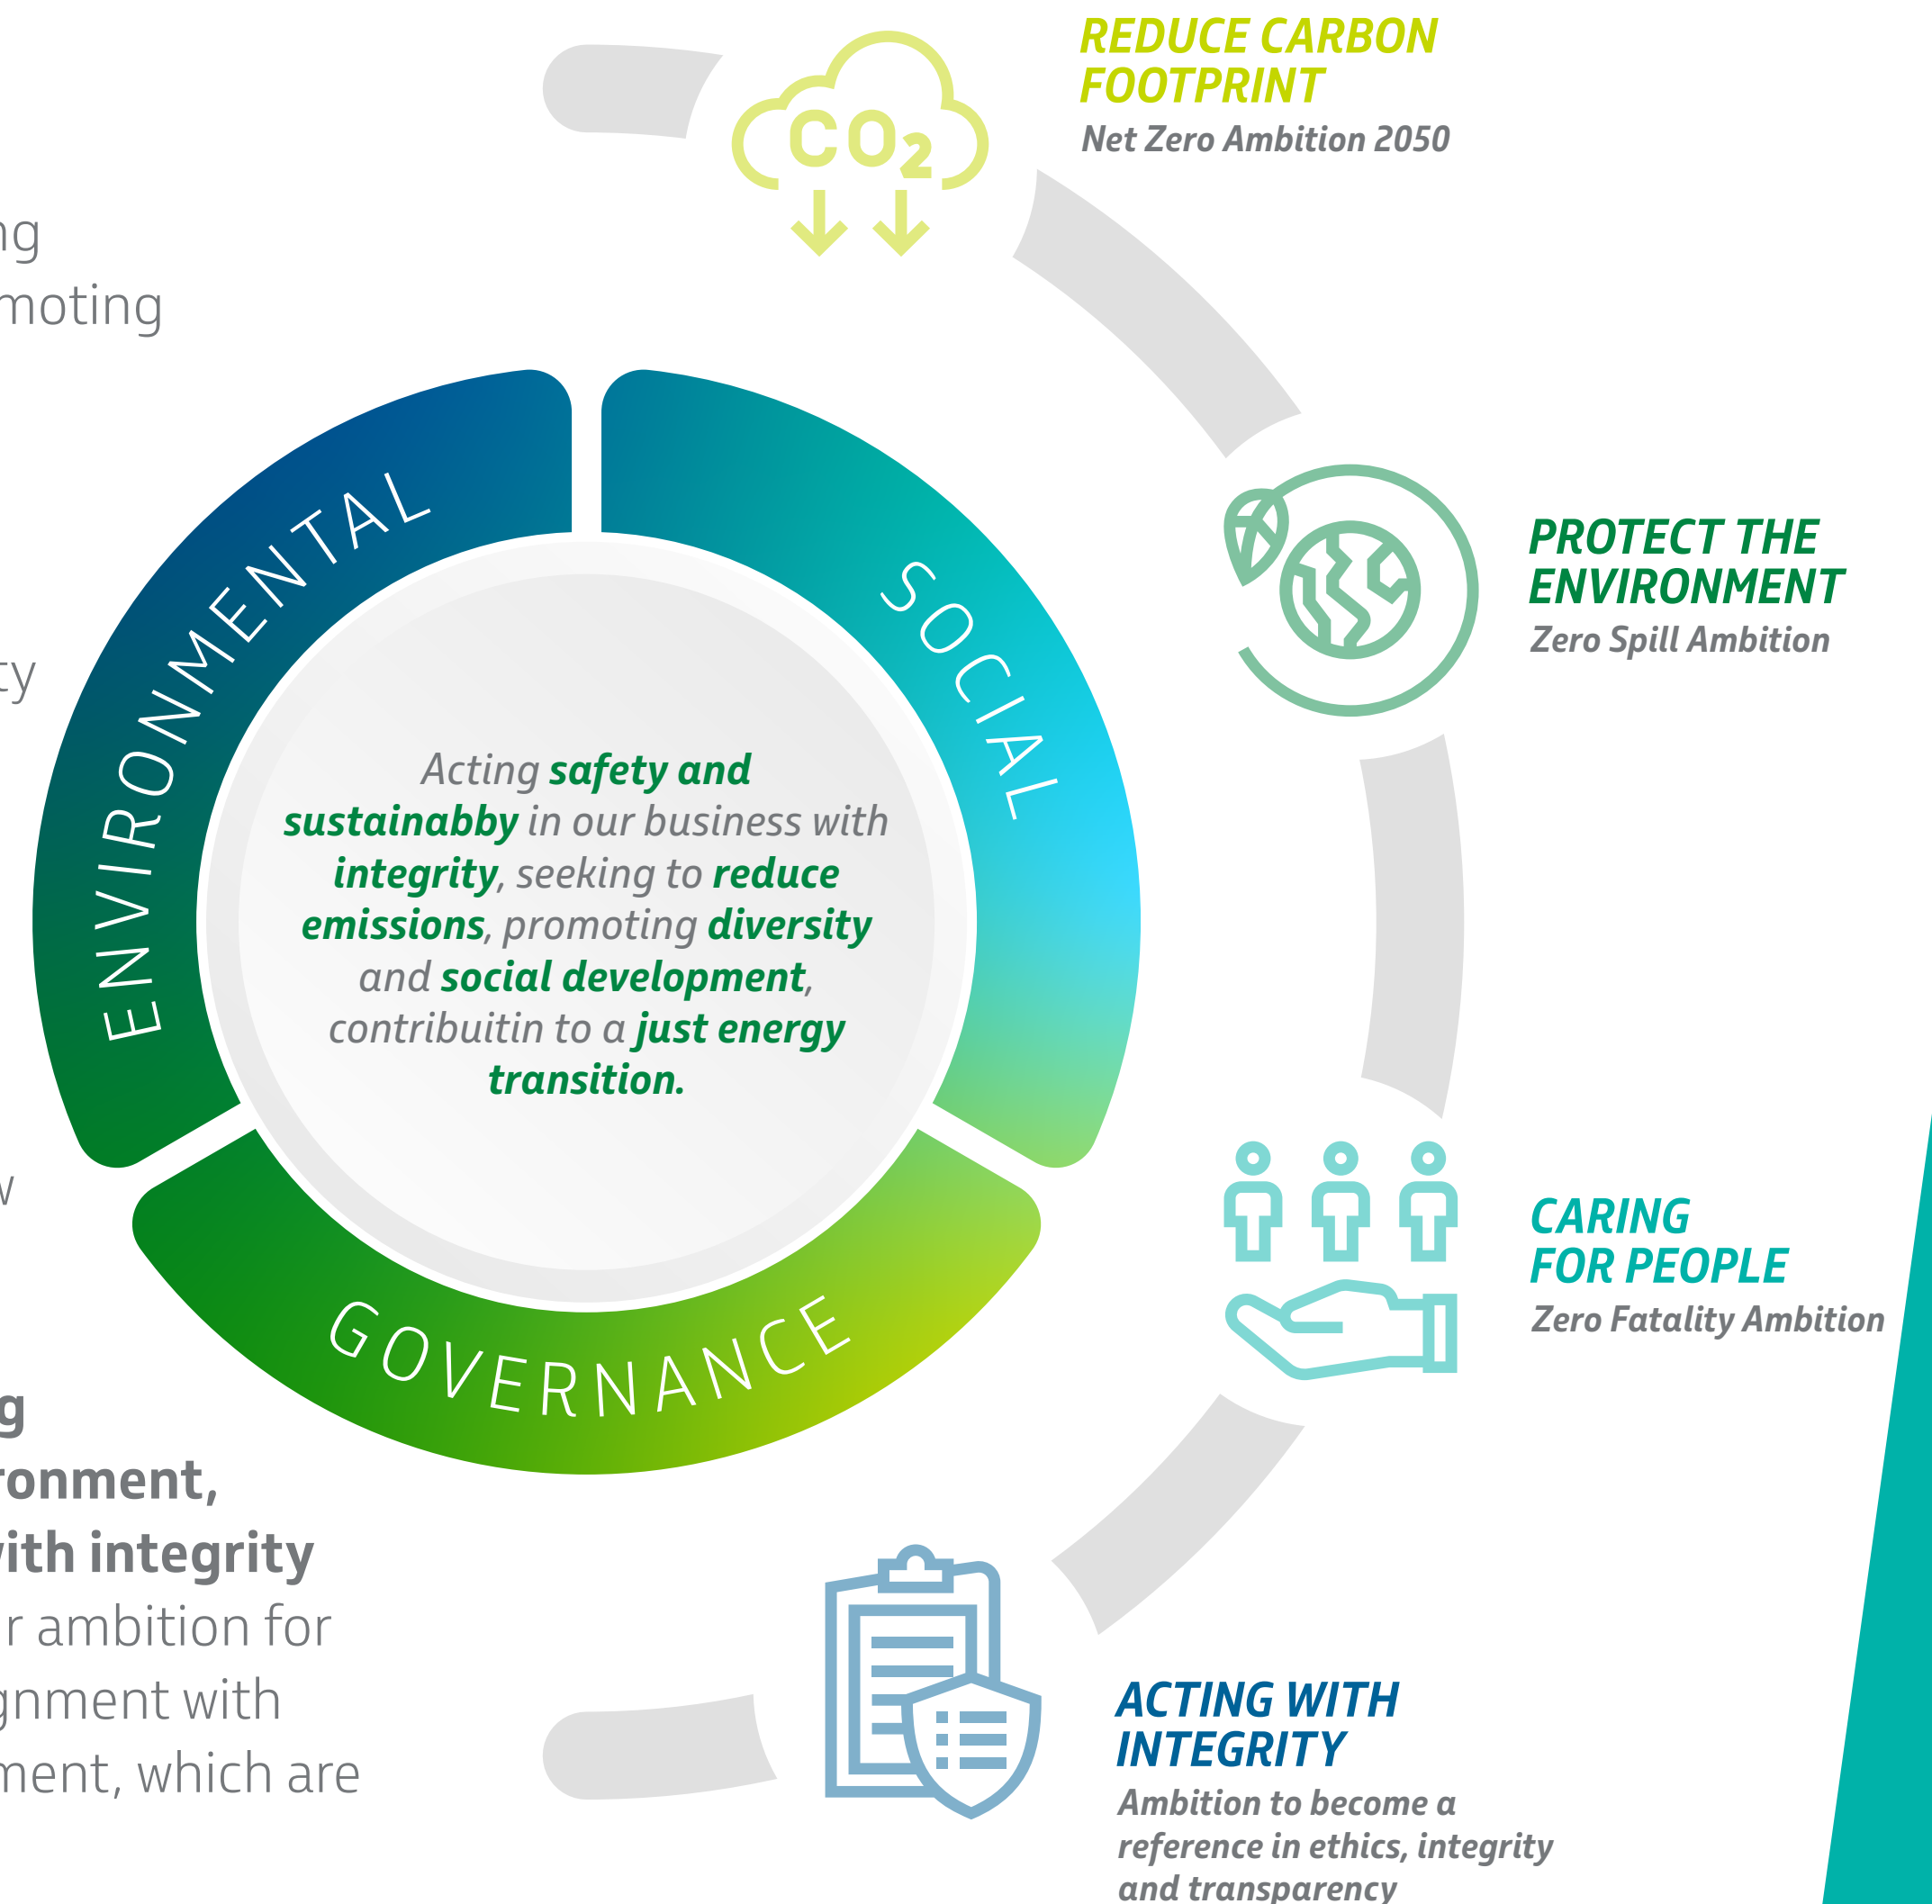 ng
moting
ty
w
g
ronment,
with integrity
r ambition for
gnment with
ment, which are
ENVIRONMENTAL
SOCIAL
GOVERNANCE
Acting safety and
sustainabby in our business with
integrity, seeking to reduce
emissions, promoting diversity
and social development,
contribuitin to a just energy
transition.
CO₂
REDUCE CARBON
FOOTPRINT
Net Zero Ambition 2050
PROTECT THE
ENVIRONMENT
Zero Spill Ambition
CARING
FOR PEOPLE
Zero Fatality Ambition
ACTING WITH
INTEGRITY
Ambition to become a
reference in ethics, integrity
and transparency